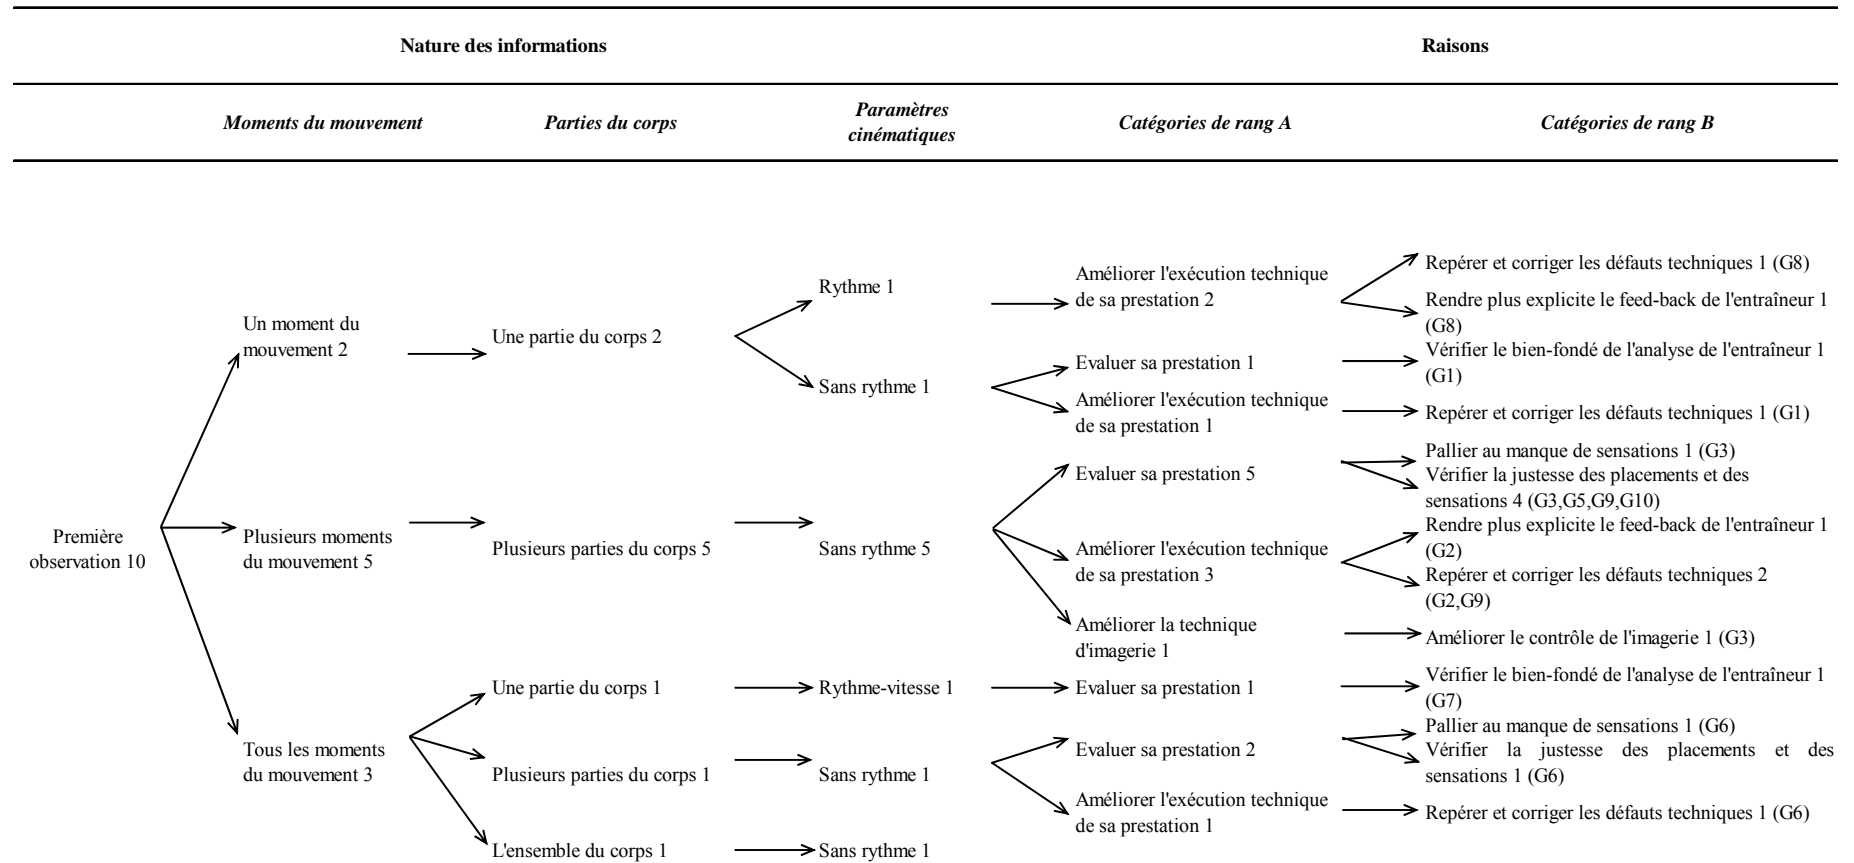 Nature des informations
Raisons
Moments du mouvement
Parties du corps
Paramètres
cinématiques
Catégories de rang A
Catégories de rang B
Première
observation 10
Un moment du
mouvement 2
Une partie du corps 2
Rythme 1
Améliorer l'exécution technique
de sa prestation 2
Repérer et corriger les défauts techniques 1 (G8)
Rendre plus explicite le feed-back de l'entraîneur 1
(G8)
Sans rythme 1
Evaluer sa prestation 1
Vérifier le bien-fondé de l'analyse de l'entraîneur 1
(G1)
Améliorer l'exécution technique
de sa prestation 1
Repérer et corriger les défauts techniques 1 (G1)
Plusieurs moments
du mouvement 5
Plusieurs parties du corps 5
Sans rythme 5
Evaluer sa prestation 5
Pallier au manque de sensations 1 (G3)
Vérifier la justesse des placements et des
sensations 4 (G3,G5,G9,G10)
Améliorer l'exécution technique
de sa prestation 3
Rendre plus explicite le feed-back de l'entraîneur 1
(G2)
Repérer et corriger les défauts techniques 2
(G2,G9)
Améliorer la technique
d'imagerie 1
Améliorer le contrôle de l'imagerie 1 (G3)
Tous les moments
du mouvement 3
Une partie du corps 1
Rythme-vitesse 1
Evaluer sa prestation 1
Vérifier le bien-fondé de l'analyse de l'entraîneur 1
(G7)
Plusieurs parties du corps 1
Sans rythme 1
Evaluer sa prestation 2
Pallier au manque de sensations 1 (G6)
Vérifier la justesse des placements et des
sensations 1 (G6)
Améliorer l'exécution technique
de sa prestation 1
Repérer et corriger les défauts techniques 1 (G6)
L'ensemble du corps 1
Sans rythme 1